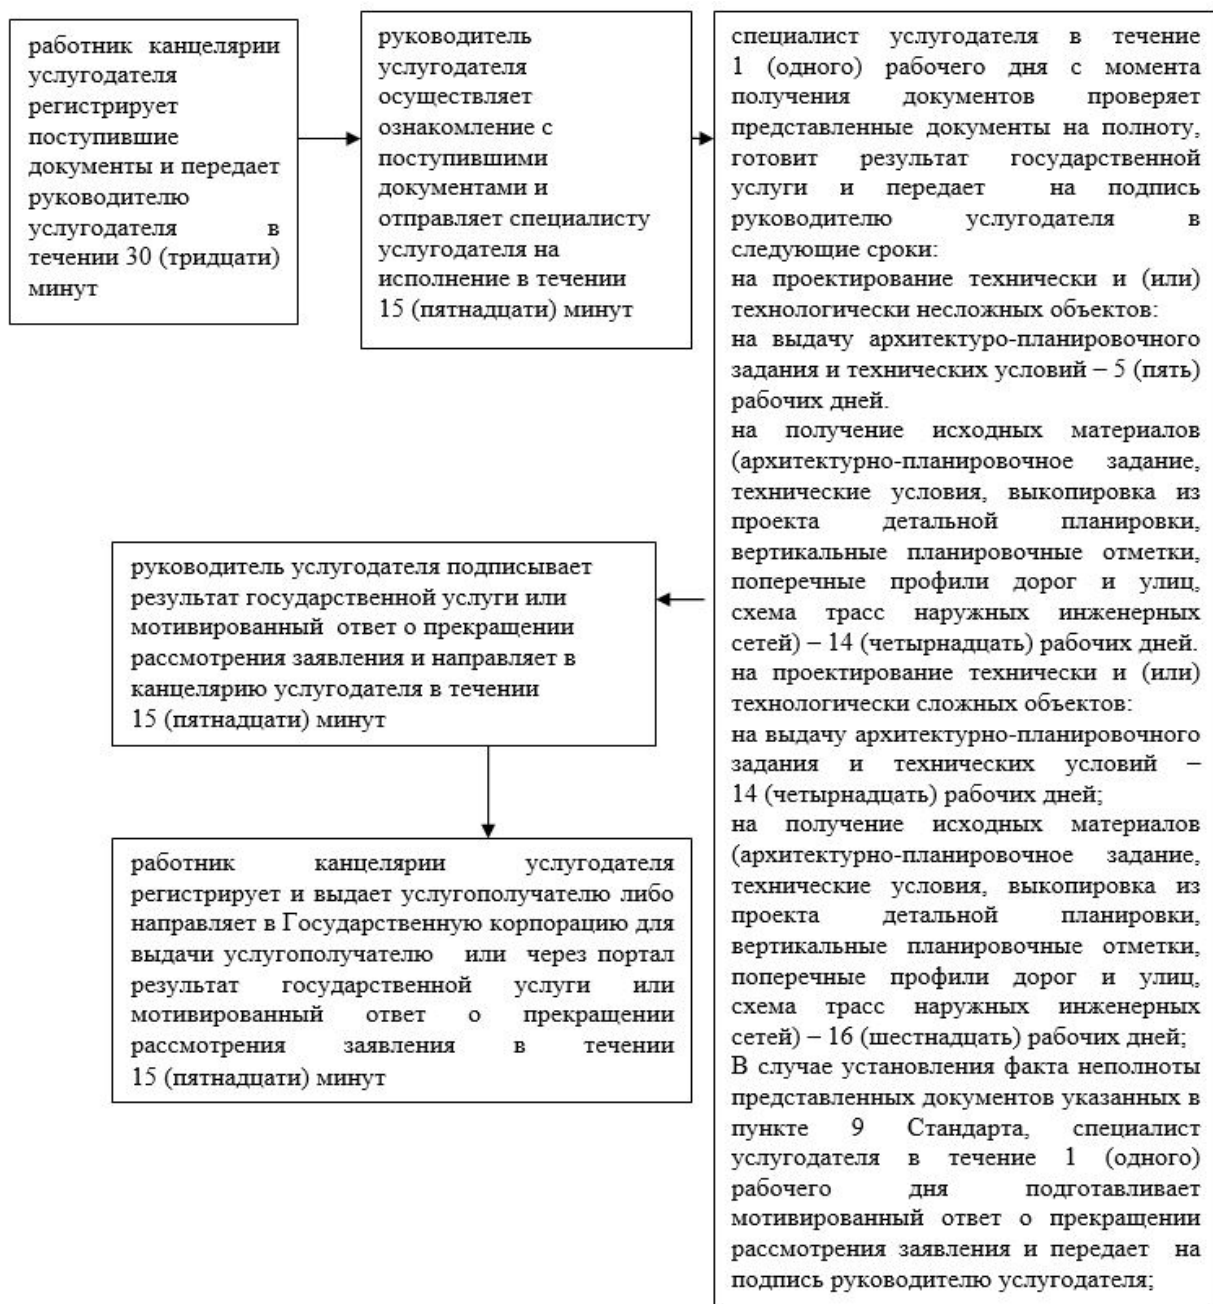 работник канцелярии
услугодателя
регистрирует
поступившие
документы и передает
руководителю
услугодателя в
течении 30 (тридцати)
минут
руководитель
услугодателя
осуществляет
ознакомление с
поступившими
документами и
отправляет специалисту
услугодателя на
исполнение в течении
15 (пятнадцати) минут
специалист услугодателя в течение
1 (одного) рабочего дня с момента
получения документов проверяет
представленные документы на полноту,
готовит результат государственной
услуги и передает на подпись
руководителю услугодателя в
следующие сроки:
на проектирование технически и (или)
технологически несложных объектов:
на выдачу архитектуро-планировочного
задания и технических условий – 5 (пять)
рабочих дней.
на получение исходных материалов
(архитектурно-планировочное задание,
технические условия, выкопировка из
проекта детальной планировки,
вертикальные планировочные отметки,
поперечные профили дорог и улиц,
схема трасс наружных инженерных
сетей) – 14 (четырнадцать) рабочих дней.
на проектирование технически и (или)
технологически сложных объектов:
на выдачу архитектурно-планировочного
задания и технических условий –
14 (четырнадцать) рабочих дней;
на получение исходных материалов
(архитектурно-планировочное задание,
технические условия, выкопировка из
проекта детальной планировки,
вертикальные планировочные отметки,
поперечные профили дорог и улиц,
схема трасс наружных инженерных
сетей) – 16 (шестнадцать) рабочих дней;
В случае установления факта неполноты
представленных документов указанных в
пункте 9 Стандарта, специалист
услугодателя в течение 1 (одного)
рабочего дня подготавливает
мотивированный ответ о прекращении
рассмотрения заявления и передает на
подпись руководителю услугодателя;
руководитель услугодателя подписывает
результат государственной услуги или
мотивированный ответ о прекращении
рассмотрения заявления и направляет в
канцелярию услугодателя в течении
15 (пятнадцати) минут
работник канцелярии услугодателя
регистрирует и выдает услугополучателю либо
направляет в Государственную корпорацию для
выдачи услугополучателю или через портал
результат государственной услуги или
мотивированный ответ о прекращении
рассмотрения заявления в течении
15 (пятнадцати) минут